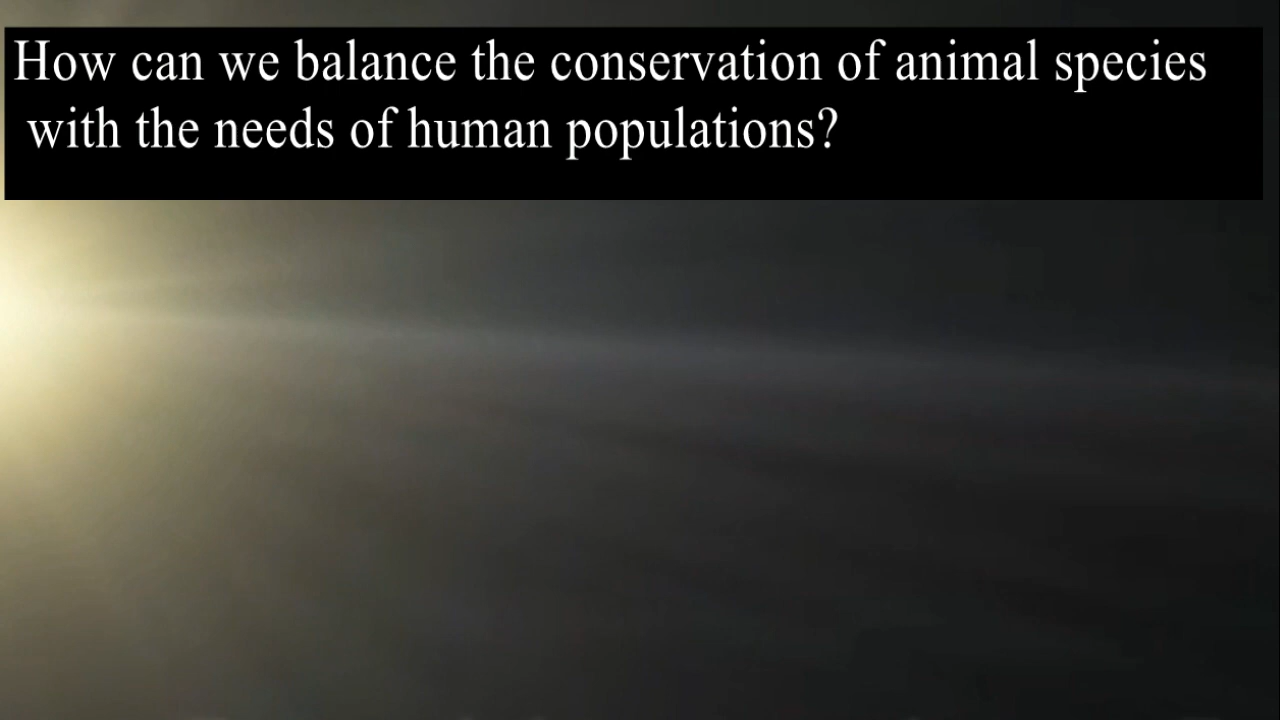 How can we balance the conservation of animal species
with the needs of human populations?